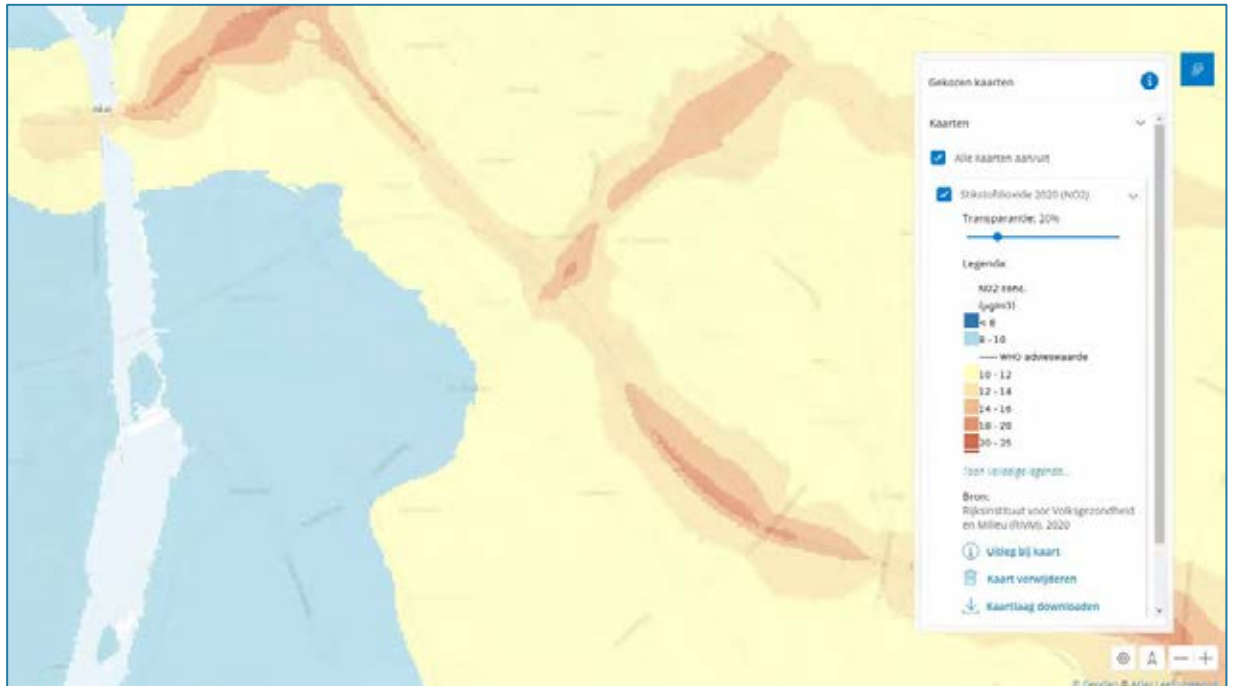 Gekozen kaarten
Kaarten
Alle kaarten aan/uit
Stikstofdioxide 2020 (NO2)
Transparantie: 20%
Legenda:
NO2 conc.
(µg/m3)
< 8
8 - 10
WHO advieswaarde
10 - 12
12 - 14
14 - 16
18 - 20
20 - 25
Toon volledige legenda...
Bron:
Rijksinstituut voor Volksgezondheid
en Milieu (RIVM), 2020
Uitleg bij kaart
Kaart verwijderen
Kaartlaag downloaden